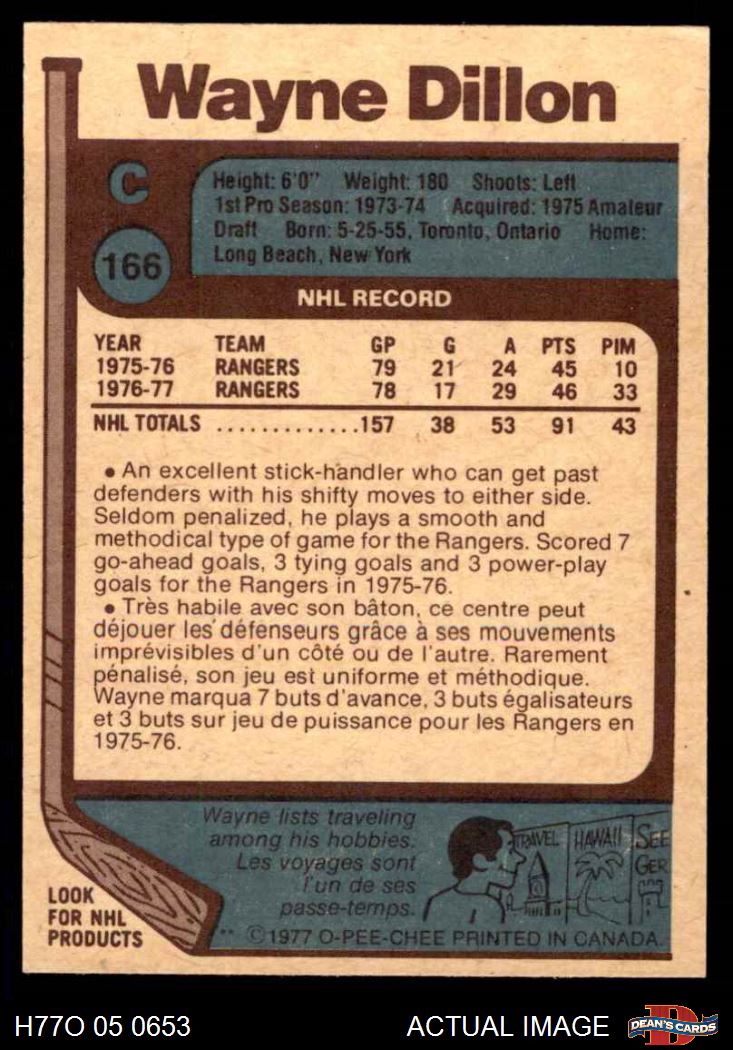 Wayne Dillon
C
166
Height: 6'0" Weight: 180 Shoots: Left
1st Pro Season: 1973-74 Acquired: 1975 Amateur
Draft Born: 5-25-55, Toronto, Ontario Home:
Long Beach, New York
NHL RECORD
YEAR TEAM GP G A PTS PIM
1975-76 RANGERS 79 21 24 45 10
1976-77 RANGERS 78 17 29 46 33
NHL TOTALS .............157 38 53 91 43
• An excellent stick-handler who can get past
defenders with his shifty moves to either side.
Seldom penalized, he plays a smooth and
methodical type of game for the Rangers. Scored 7
go-ahead goals, 3 tying goals and 3 power-play
goals for the Rangers in 1975-76.
• Très habile avec son bâton, ce centre peut
déjouer les défenseurs grâce à ses mouvements
imprévisibles d'un côté ou de l'autre. Rarement
pénalisé, son jeu est uniforme et méthodique.
Wayne marqua 7 buts d'avance, 3 buts égalisateurs
et 3 buts sur jeu de puissance pour les Rangers en
1975-76.
Wayne lists traveling
among his hobbies.
Les voyages sont
l'un de ses
passe-temps.
TRAVEL HAWAII SEE
GER
LOOK
FOR NHL
PRODUCTS
** © 1977 O-PEE-CHEE PRINTED IN CANADA.
H77O 05 0653 ACTUAL IMAGE
D
DEAN'S CARDS